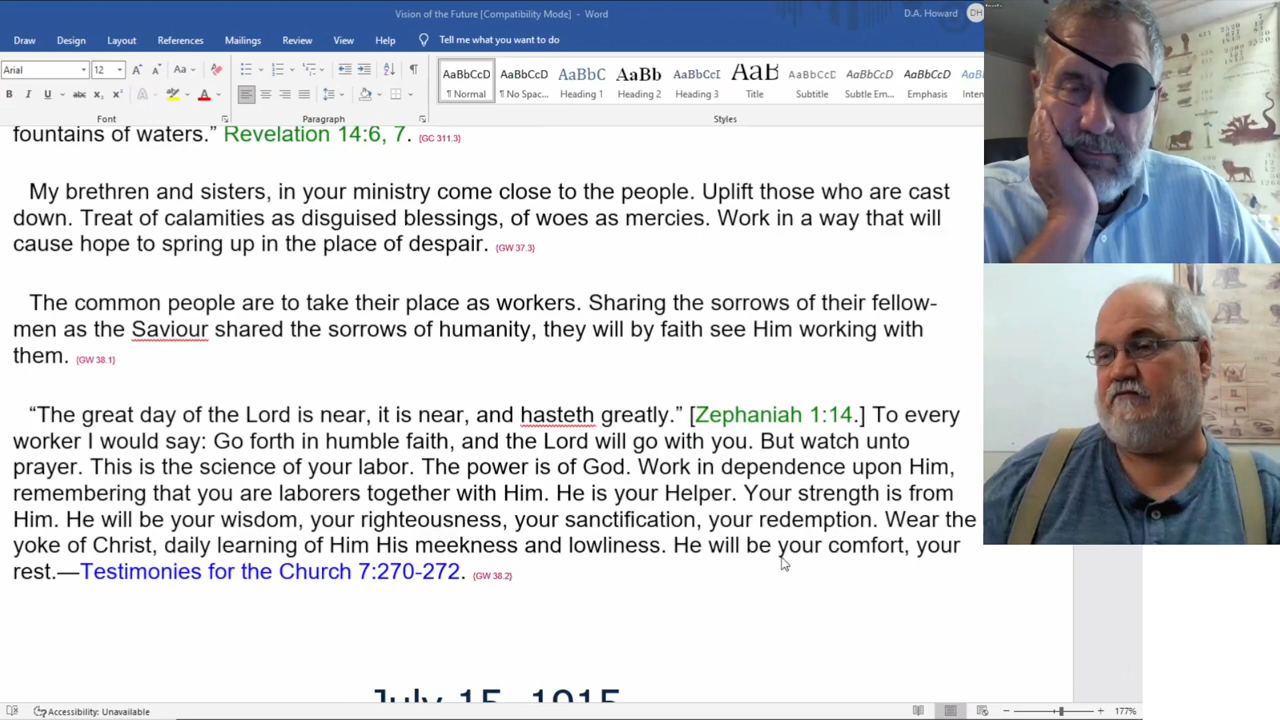 Vision of the Future [Compatibility Mode] - Word
D.A. Howard
DH
Draw Design Layout References Mailings Review View Help Tell me what you want to do
Arial 12 A A Aa
B I U abc x₂ x² A A
AaBbCcD AaBbCcD AaBbC AaBb AaBbCcI AaB AaBbCcD AaBbCcD AaBbCcD AaBb
¶ Normal ¶ No Spac... Heading 1 Heading 2 Heading 3 Title Subtitle Subtle Em... Emphasis Inten
Font Paragraph Styles
fountains of waters.” Revelation 14:6, 7. {GC 311.3}
My brethren and sisters, in your ministry come close to the people. Uplift those who are cast
down. Treat of calamities as disguised blessings, of woes as mercies. Work in a way that will
cause hope to spring up in the place of despair. {GW 37.3}
The common people are to take their place as workers. Sharing the sorrows of their fellow-
men as the Saviour shared the sorrows of humanity, they will by faith see Him working with
them. {GW 38.1}
“The great day of the Lord is near, it is near, and hasteth greatly.” [Zephaniah 1:14.] To every
worker I would say: Go forth in humble faith, and the Lord will go with you. But watch unto
prayer. This is the science of your labor. The power is of God. Work in dependence upon Him,
remembering that you are laborers together with Him. He is your Helper. Your strength is from
Him. He will be your wisdom, your righteousness, your sanctification, your redemption. Wear the
yoke of Christ, daily learning of Him His meekness and lowliness. He will be your comfort, your
rest.—Testimonies for the Church 7:270-272. {GW 38.2}
July 15, 1915
Accessibility: Unavailable
177%